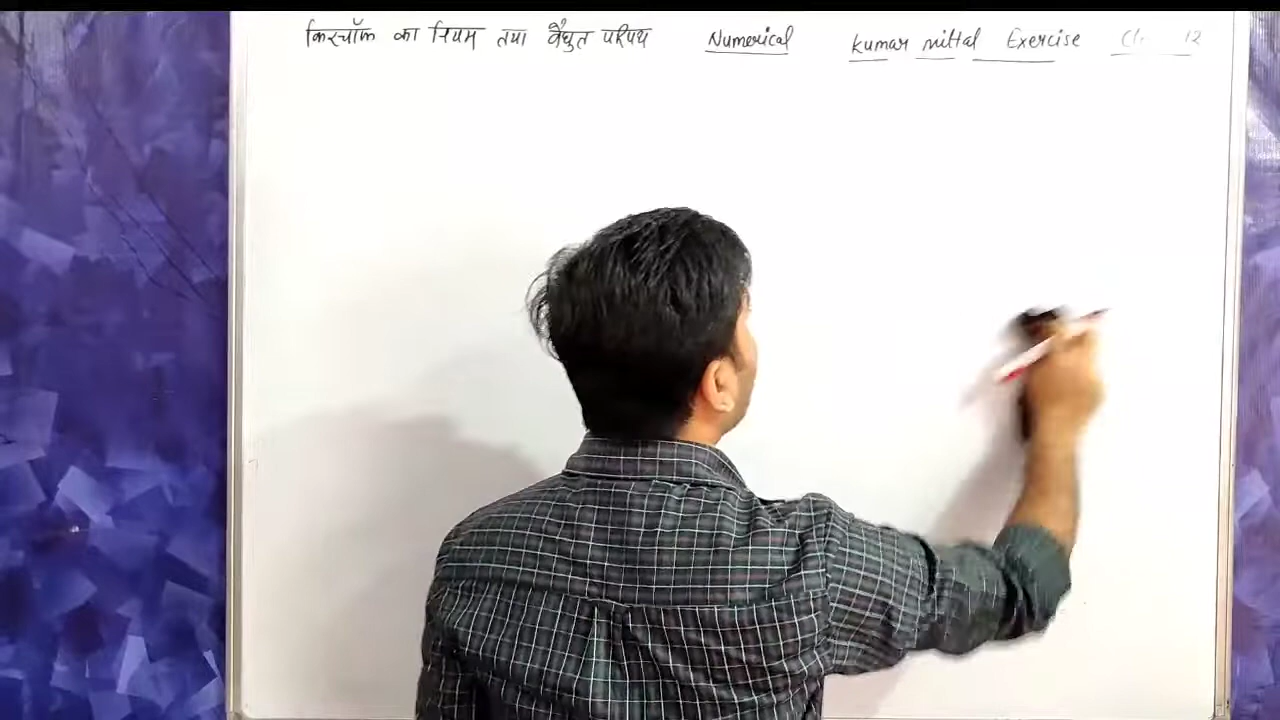 किरचॉफ का नियम तथा वैद्युत परिपथ Numerical Kumar mittal Exercise 12